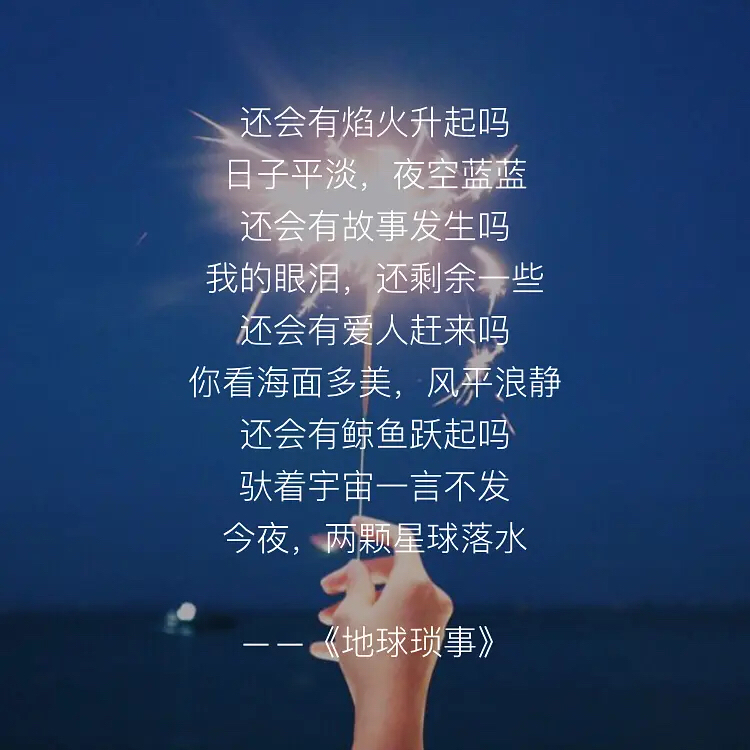 还会有焰火升起吗
日子平淡，夜空蓝蓝
还会有故事发生吗
我的眼泪，还剩余一些
还会有爱人赶来吗
你看海面多美，风平浪静
还会有鲸鱼跃起吗
驮着宇宙一言不发
今夜，两颗星球落水
——《地球琐事》